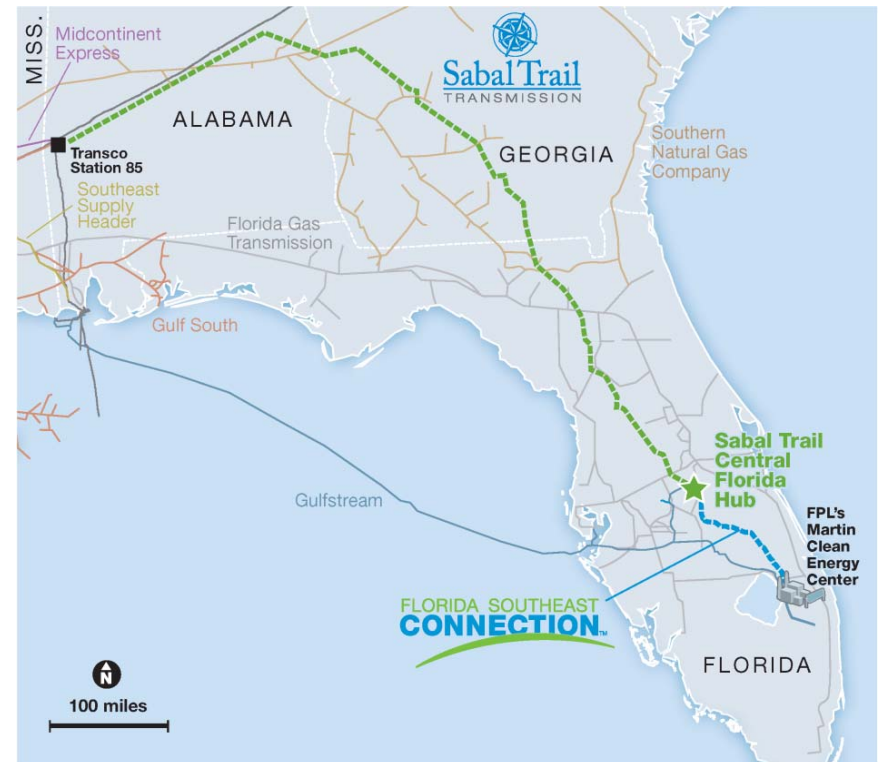 MISS.
Midcontinent
Express
Sabal Trail
TRANSMISSION
ALABAMA
GEORGIA
Transco
Station 85
Southern
Natural Gas
Company
Southeast
Supply
Header
Florida Gas
Transmission
Gulf South
Sabal Trail
Central
Florida
Hub
Gulfstream
FPL's
Martin
Clean
Energy
Center
FLORIDA SOUTHEAST
CONNECTION™
FLORIDA
N
100 miles